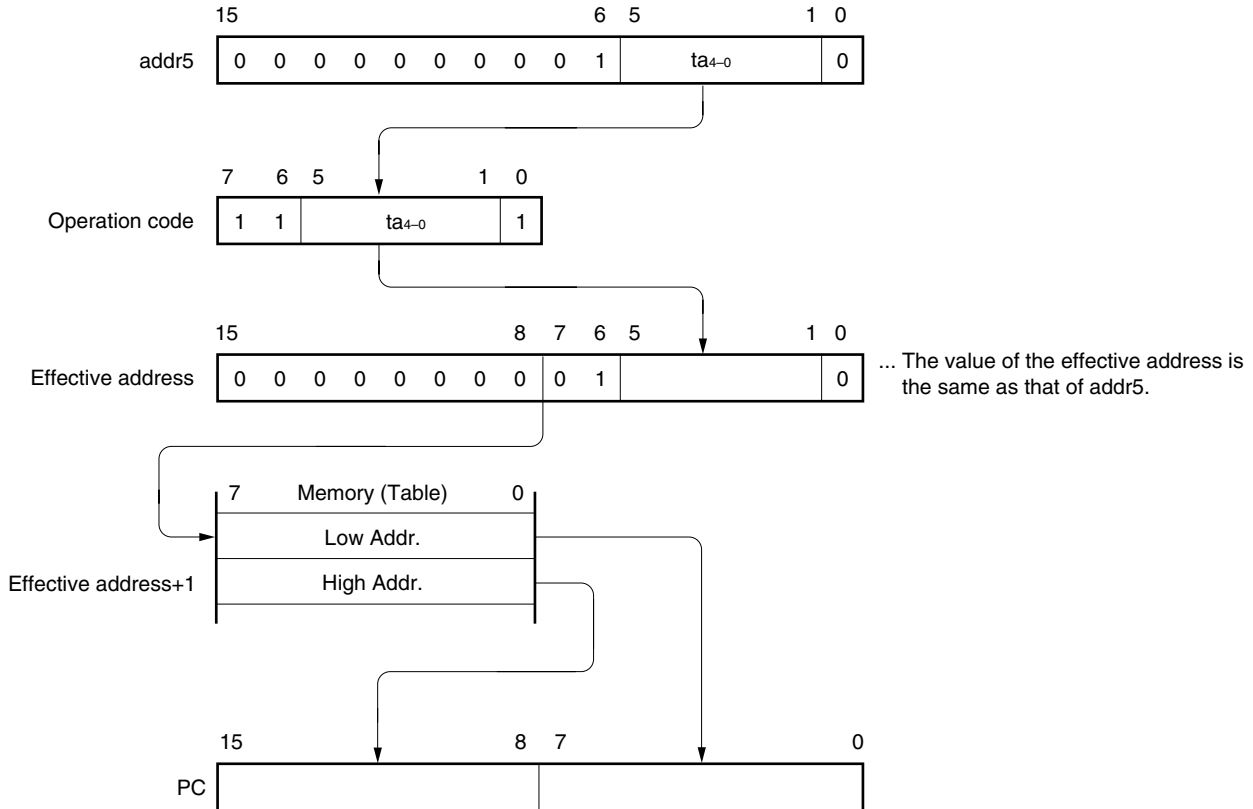 15 6 5 1 0
addr5 0 0 0 0 0 0 0 0 0 1 ta4–0 0
7 6 5 1 0
Operation code 1 1 ta4–0 1
15 8 7 6 5 1 0
Effective address 0 0 0 0 0 0 0 0 0 1 0 ... The value of the effective address is
the same as that of addr5.
7 Memory (Table) 0
Low Addr.
Effective address+1 High Addr.
15 8 7 0
PC